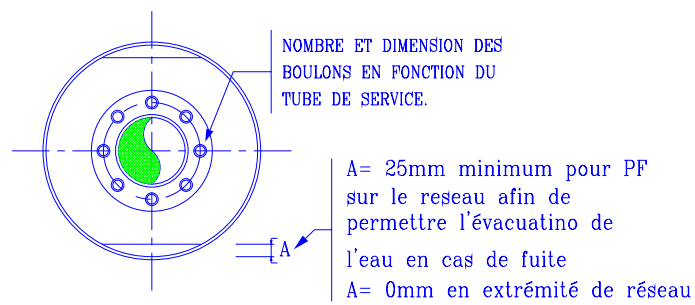 NOMBRE ET DIMENSION DES
BOULONS EN FONCTION DU
TUBE DE SERVICE.
A= 25mm minimum pour PF
sur le reseau afin de
permettre l'évacuatino de
l'eau en cas de fuite
A= 0mm en extrémité de réseau
A